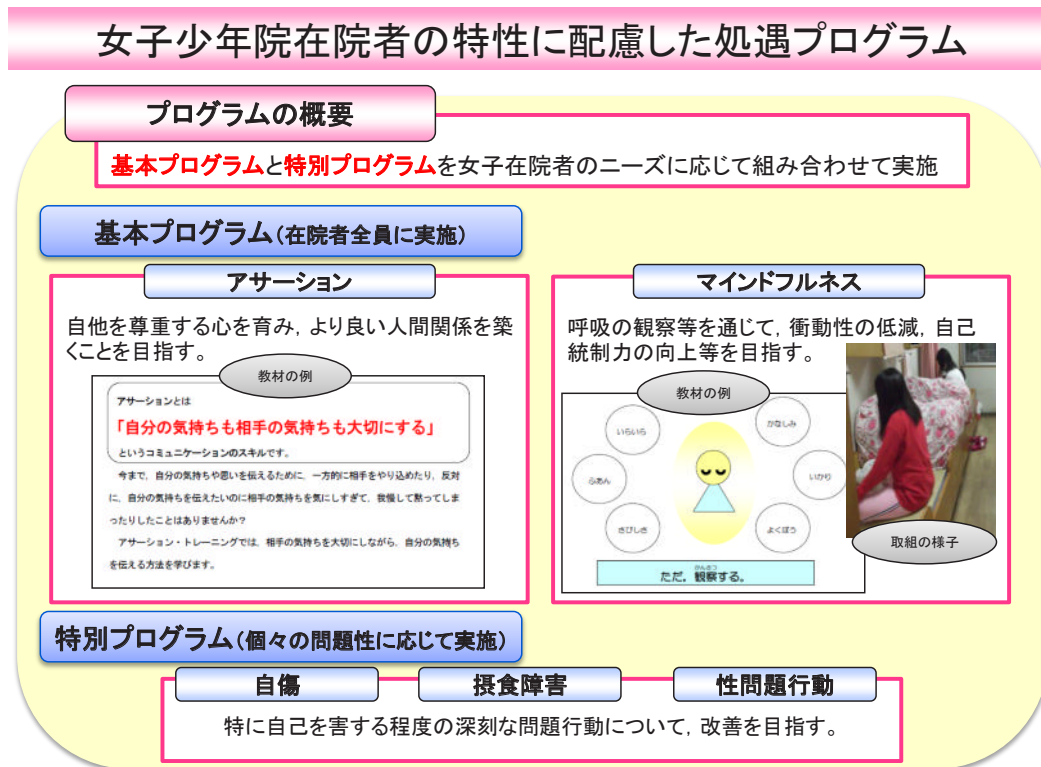 女子少年院在院者の特性に配慮した処遇プログラム
プログラムの概要
基本プログラムと特別プログラムを女子在院者のニーズに応じて組み合わせて実施
基本プログラム(在院者全員に実施)
アサーション
自他を尊重する心を育み，より良い人間関係を築
くことを目指す。
教材の例
アサーションとは
「自分の気持ちも相手の気持ちも大切にする」
というコミュニケーションのスキルです。
今まで、自分の気持ちや思いを伝えるために、一方的に相手をやり込めたり、反対
に、自分の気持ちを伝えたいのに相手の気持ちを気にしすぎて、我慢して黙ってしま
ったりしたことはありませんか？
アサーション・トレーニングでは、相手の気持ちを大切にしながら、自分の気持ち
を伝える方法を学びます。
マインドフルネス
呼吸の観察等を通じて，衝動性の低減，自己
統制力の向上等を目指す。
教材の例
いらいら
かなしみ
ふあん
いかり
さびしさ
よくぼう
かんさつ
ただ，観察する。
取組の様子
特別プログラム(個々の問題性に応じて実施)
自傷
摂食障害
性問題行動
特に自己を害する程度の深刻な問題行動について，改善を目指す。